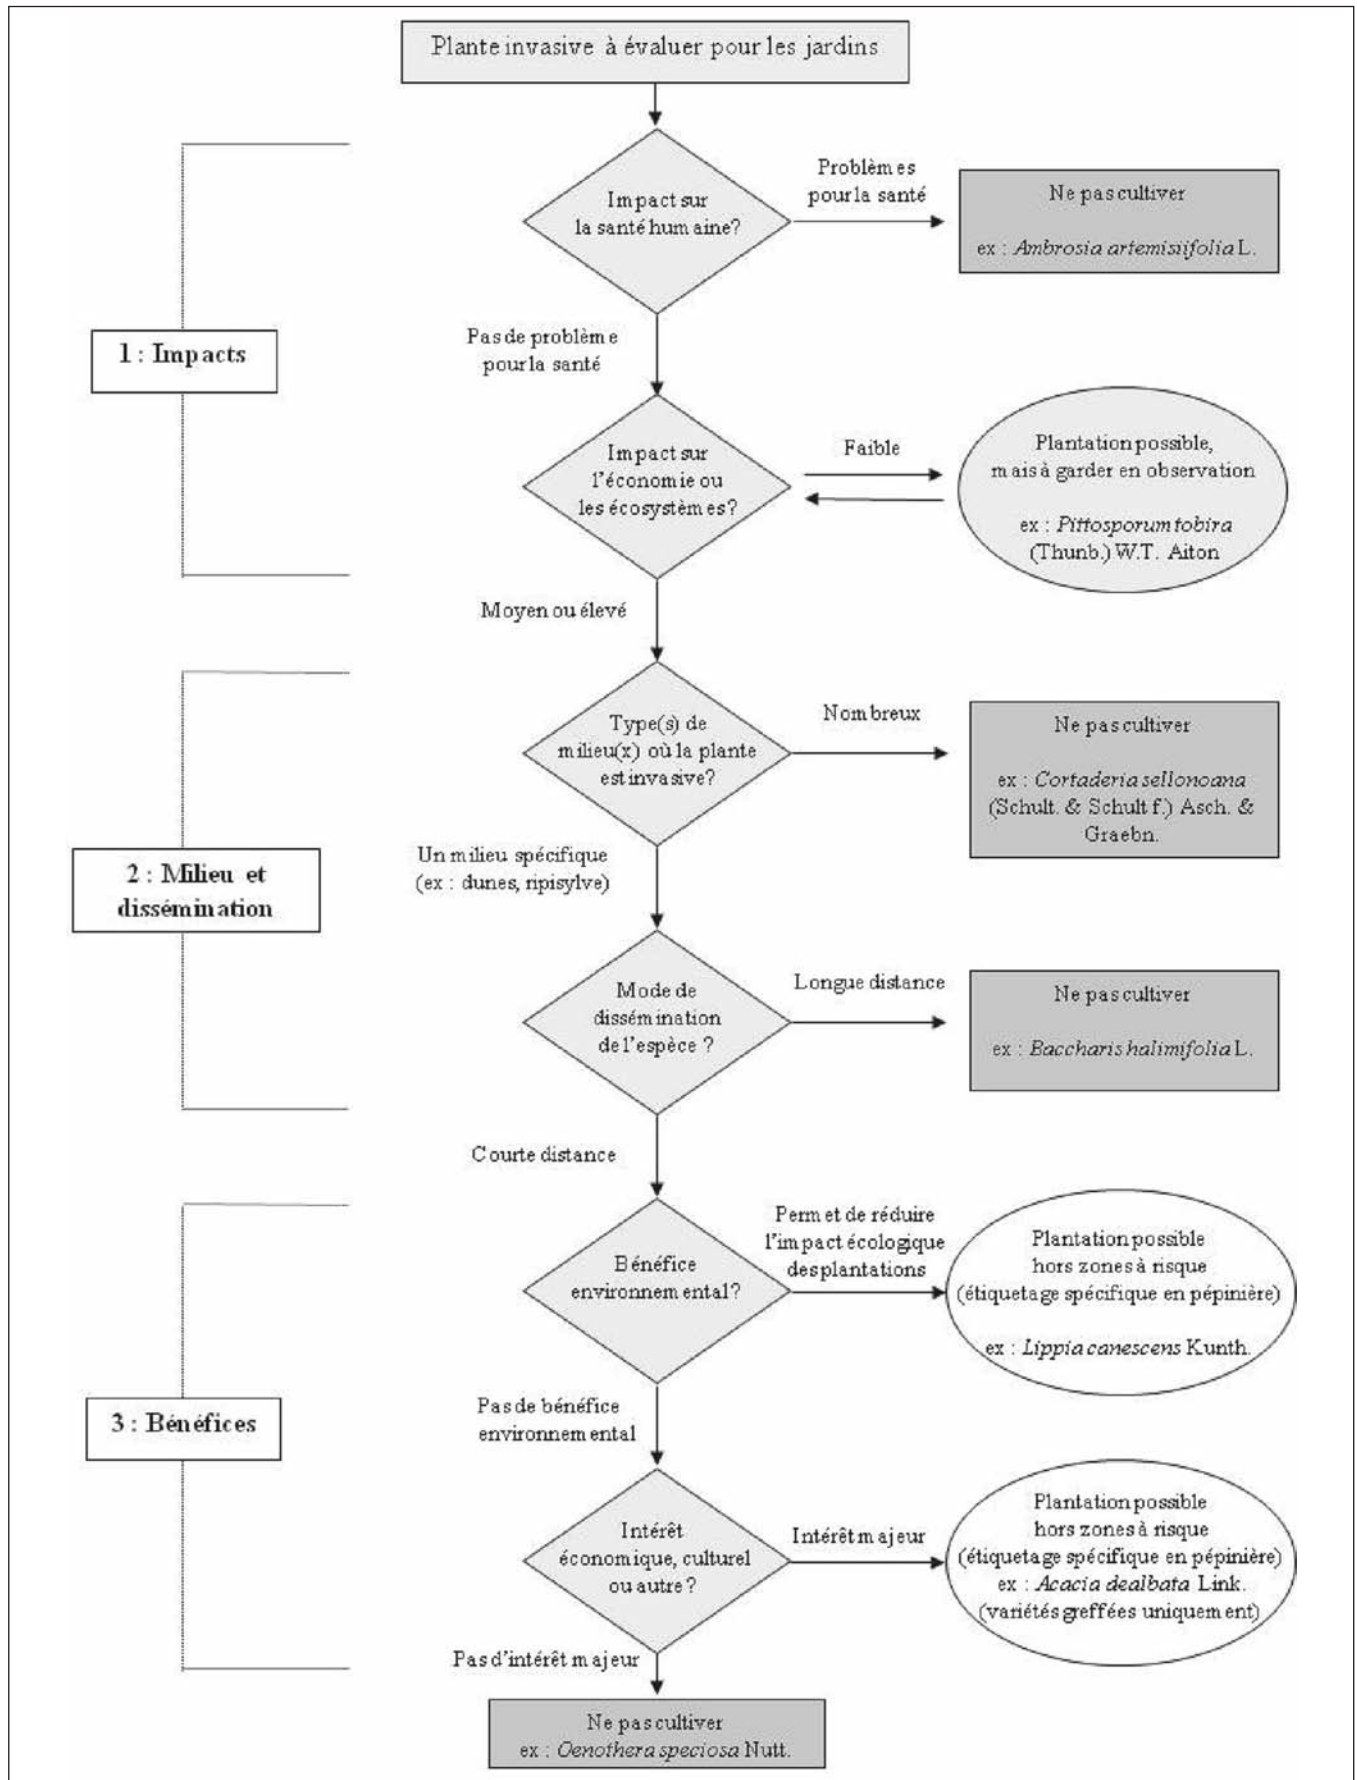 Plante invasive à évaluer pour les jardins
Impact sur
la santé humaine?
Problèmes
pour la santé
Ne pas cultiver
ex : Ambrosia artemisiifolia L.
1 : Impacts
Pas de problème
pour la santé
Impact sur
l'économie ou
les écosystèmes?
Faible
Plantation possible,
mais à garder en observation
ex : Pittosporum tobira
(Thunb.) W.T. Aiton
Moyen ou élevé
Type(s) de
milieu(x) où la plante
est invasive?
Nombreux
Ne pas cultiver
ex : Cortaderia sellonoana
(Schult. & Schult f.) Asch. &
Graebn.
2 : Milieu et
dissémination
Un milieu spécifique
(ex : dunes, ripisylve)
Mode de
dissémination
de l'espèce ?
Longue distance
Ne pas cultiver
ex : Baccharis halimifolia L.
Courte distance
Bénéfice
environnemental?
Permet de réduire
l'impact écologique
des plantations
Plantation possible
hors zones à risque
(étiquetage spécifique en pépinière)
ex : Lippia canescens Kunth.
3 : Bénéfices
Pas de bénéfice
environnemental
Intérêt
économique, culturel
ou autre ?
Intérêt majeur
Plantation possible
hors zones à risque
(étiquetage spécifique en pépinière)
ex : Acacia dealbata Link.
(variétés greffées uniquement)
Pas d'intérêt majeur
Ne pas cultiver
ex : Oenothera speciosa Nutt.